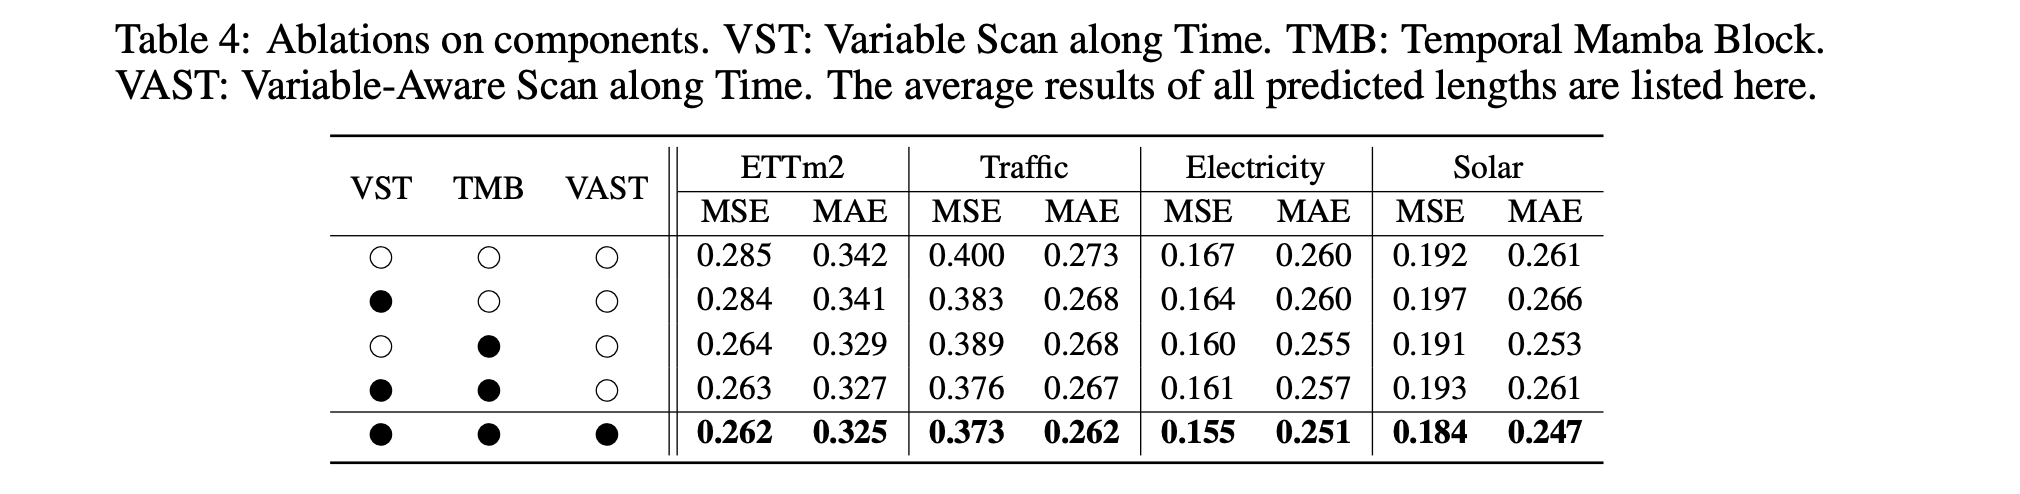 Table 4: Ablations on components. VST: Variable Scan along Time. TMB: Temporal Mamba Block.
VAST: Variable-Aware Scan along Time. The average results of all predicted lengths are listed here.
VST TMB VAST ETTm2 Traffic Electricity Solar
MSE MAE MSE MAE MSE MAE MSE MAE
○ ○ ○ 0.285 0.342 0.400 0.273 0.167 0.260 0.192 0.261
● ○ ○ 0.284 0.341 0.383 0.268 0.164 0.260 0.197 0.266
○ ● ○ 0.264 0.329 0.389 0.268 0.160 0.255 0.191 0.253
● ● ○ 0.263 0.327 0.376 0.267 0.161 0.257 0.193 0.261
● ● ● 0.262 0.325 0.373 0.262 0.155 0.251 0.184 0.247